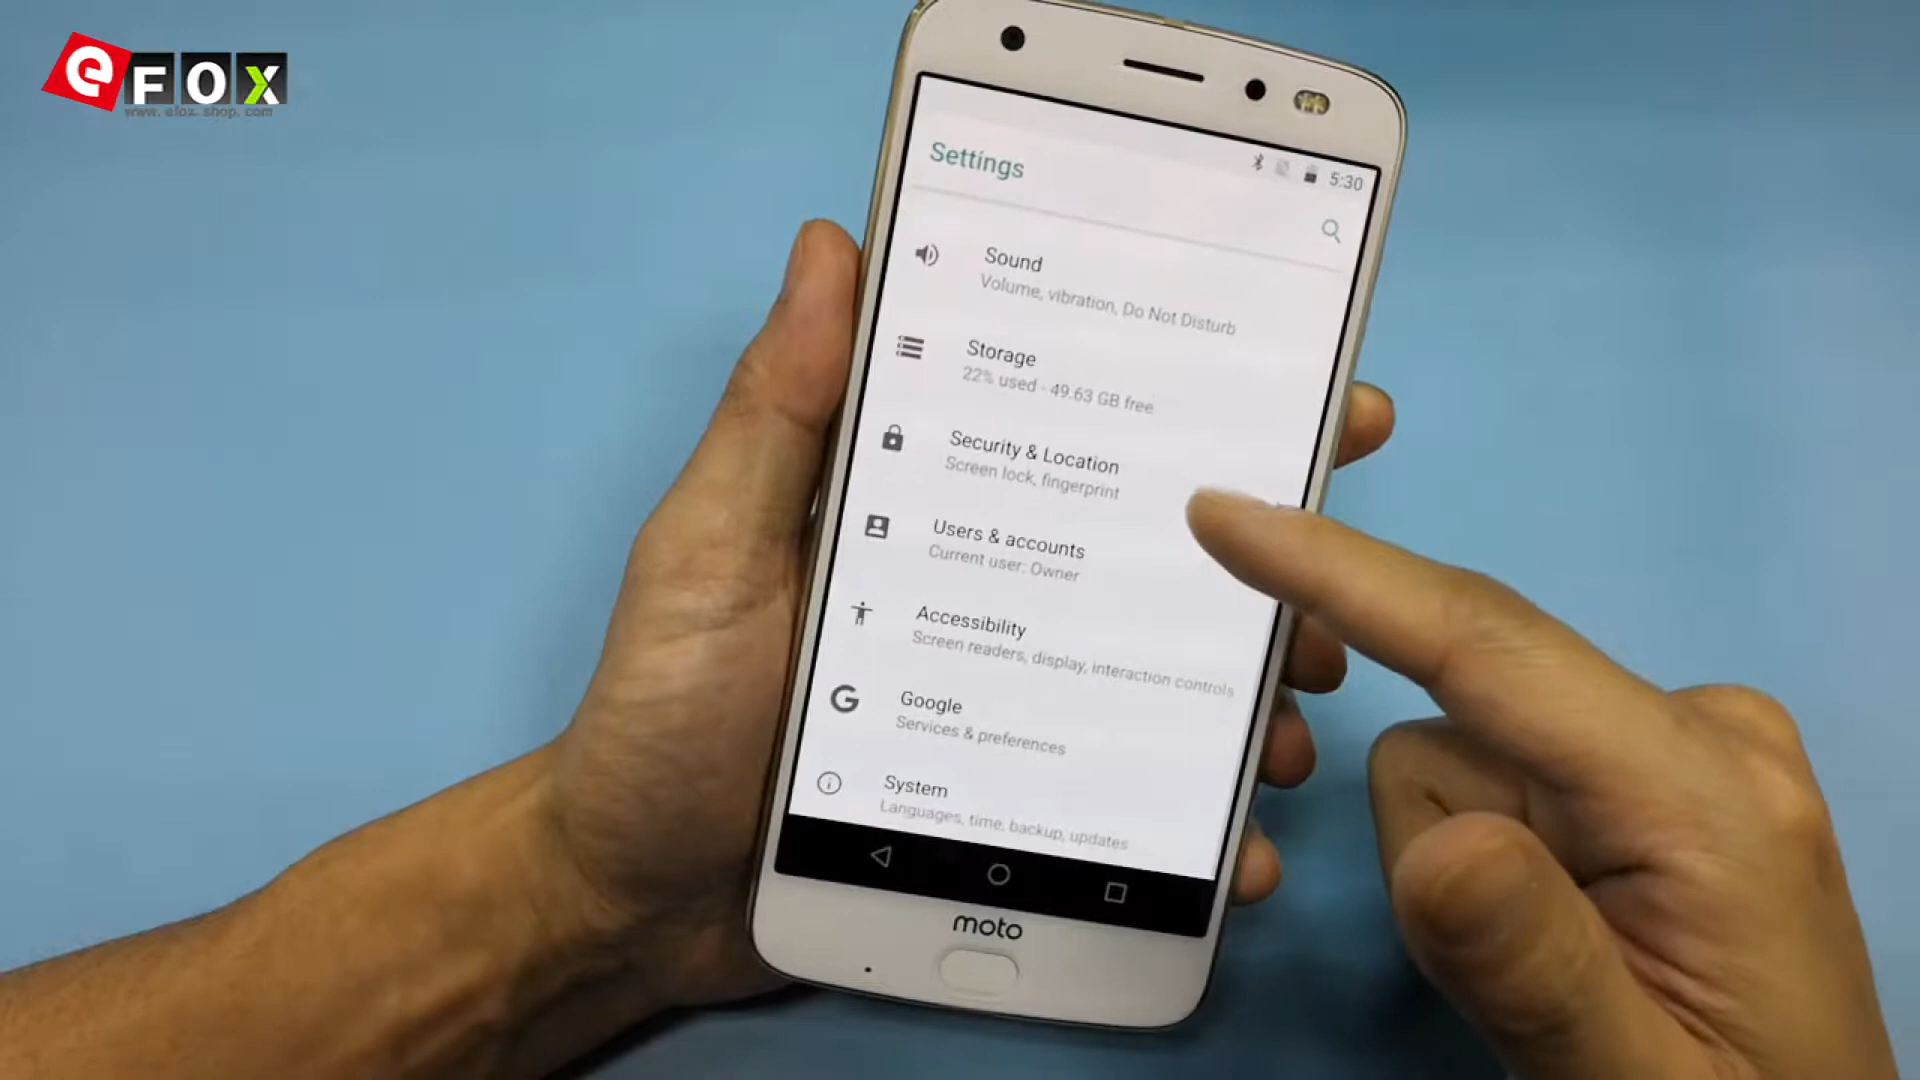 eFOX
www. efox. shop. com
5:30
Settings
Sound
Volume, vibration, Do Not Disturb
Storage
22% used - 49.63 GB free
Security & Location
Screen lock, fingerprint
Users & accounts
Current user: Owner
Accessibility
Screen readers, display, interaction controls
Google
Services & preferences
System
Languages, time, backup, updates
moto